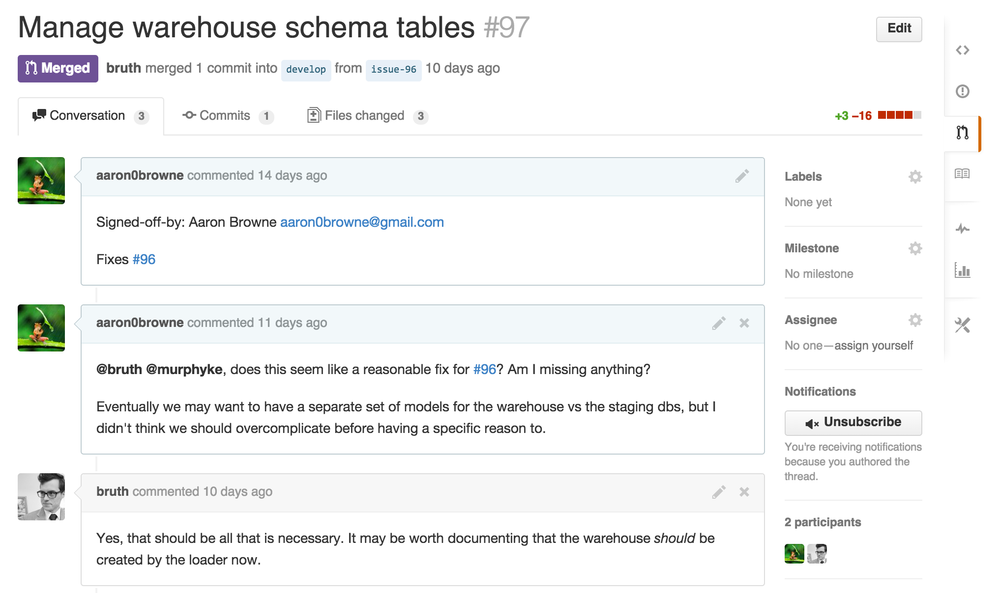 Manage warehouse schema tables #97
Edit
Merged bruth merged 1 commit into develop from issue-96 10 days ago
Conversation 3 Commits 1 Files changed 3 +3 −16
aaron0browne commented 14 days ago
Signed-off-by: Aaron Browne aaron0browne@gmail.com
Fixes #96
aaron0browne commented 11 days ago
@bruth @murphyke, does this seem like a reasonable fix for #96? Am I missing anything?
Eventually we may want to have a separate set of models for the warehouse vs the staging dbs, but I
didn't think we should overcomplicate before having a specific reason to.
bruth commented 10 days ago
Yes, that should be all that is necessary. It may be worth documenting that the warehouse should be
created by the loader now.
Labels
None yet
Milestone
No milestone
Assignee
No one—assign yourself
Notifications
Unsubscribe
You're receiving notifications
because you authored the
thread.
2 participants